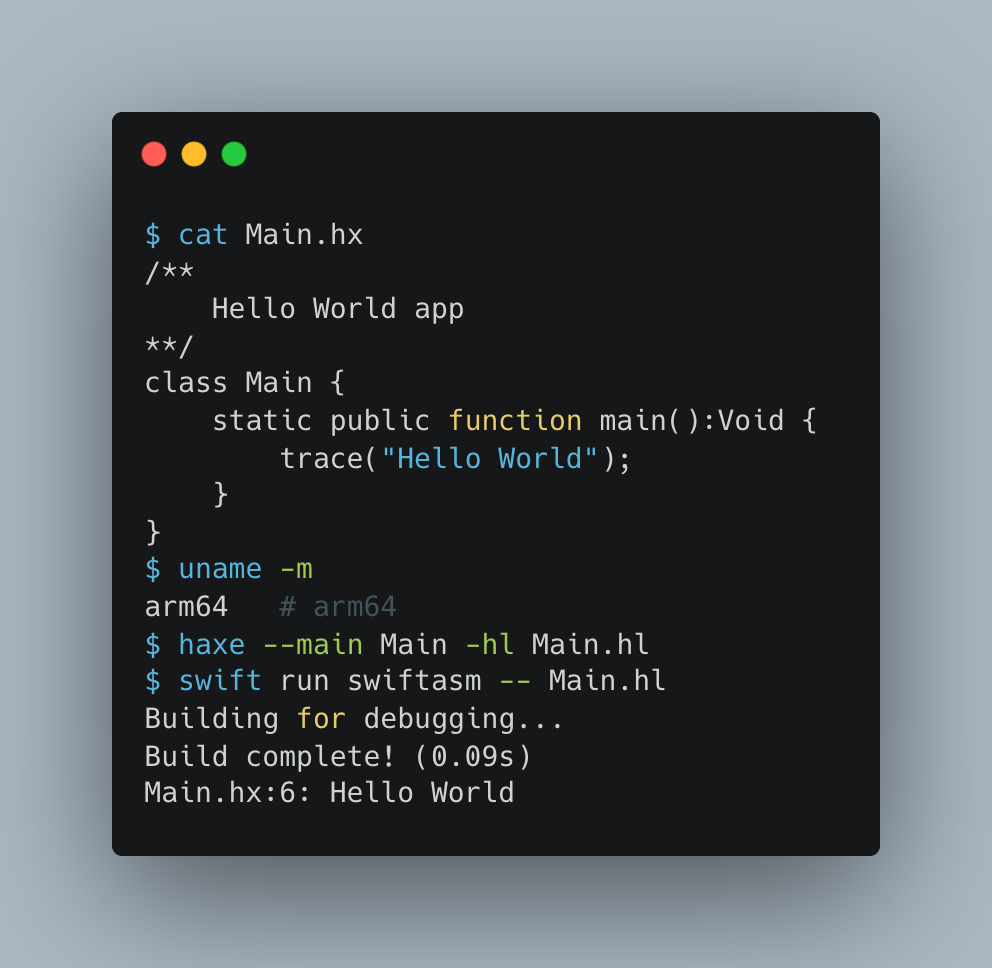 $ cat Main.hx
/**
    Hello World app
**/
class Main {
    static public function main():Void {
        trace("Hello World");
    }
}
$ uname -m
arm64   # arm64
$ haxe --main Main -hl Main.hl
$ swift run swiftasm -- Main.hl
Building for debugging...
Build complete! (0.09s)
Main.hx:6: Hello World